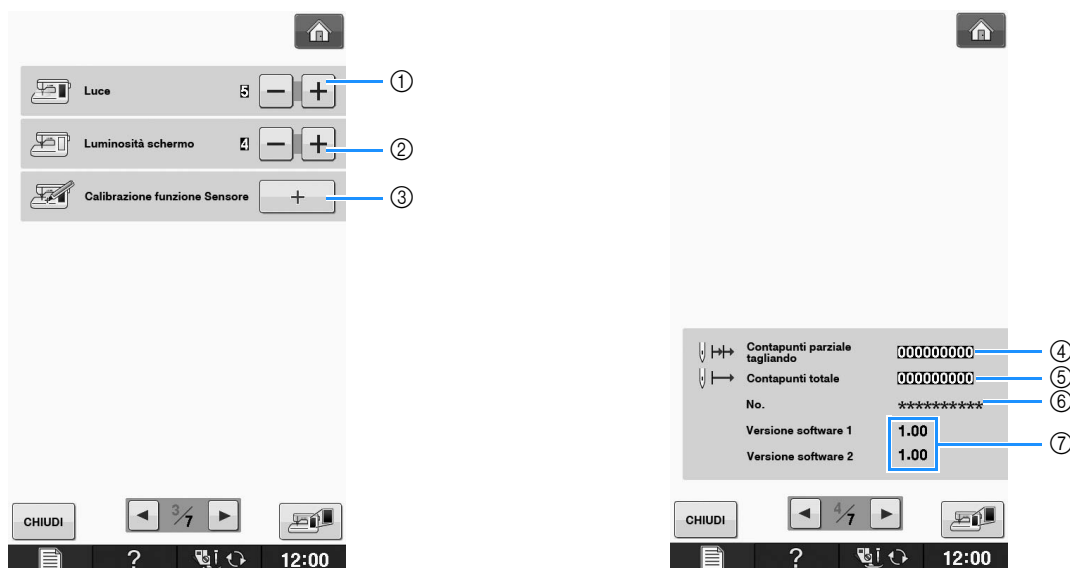 Luce 5 − + ①
Luminosità schermo 4 − + ②
Calibrazione funzione Sensore + ③
CHIUDI 3/7
? 12:00
Contapunti parziale
tagliando 000000000 ④
Contapunti totale 000000000 ⑤
No. ********** ⑥
Versione software 1 1.00
Versione software 2 1.00 ⑦
CHIUDI 4/7
? 12:00